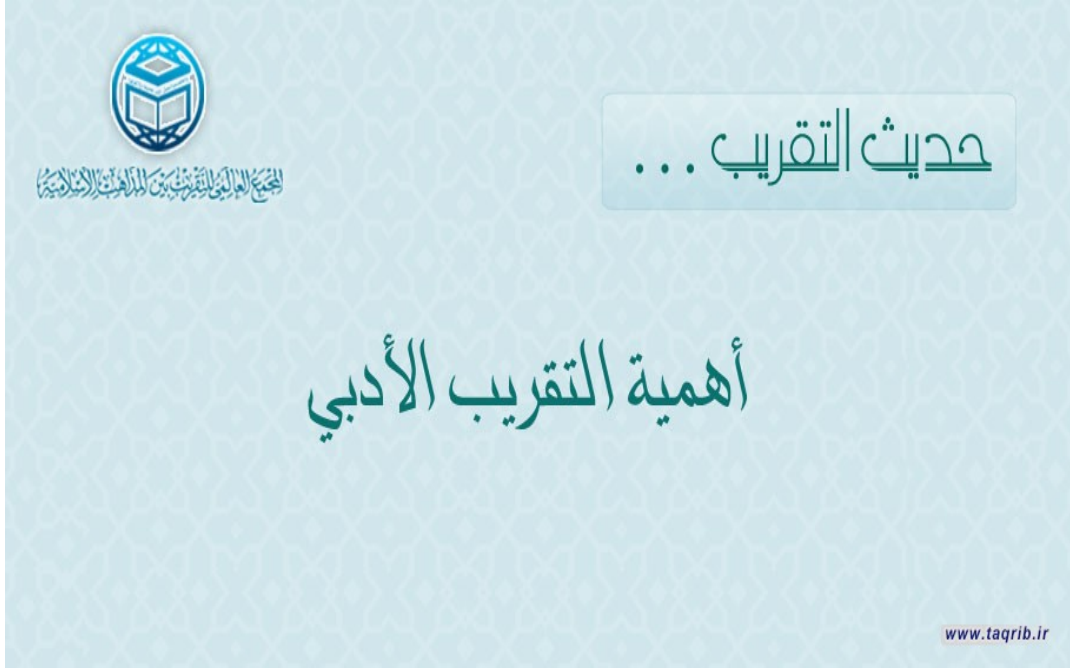 حديث التقريب ...
المجمع العالمي للتقريب بين المذاهب الإسلامية
أهمية التقريب الأدبي
www.taqrib.ir